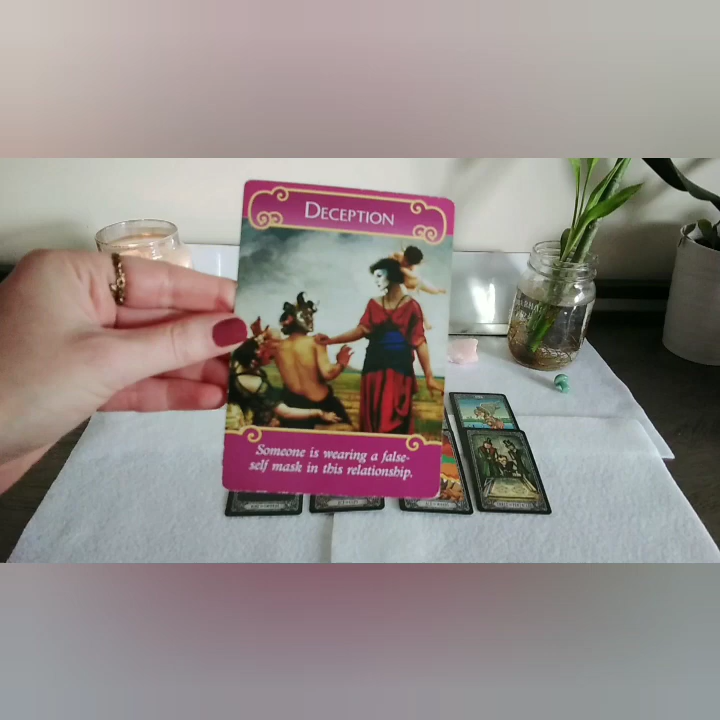 DECEPTION
Someone is wearing a false-
self mask in this relationship.